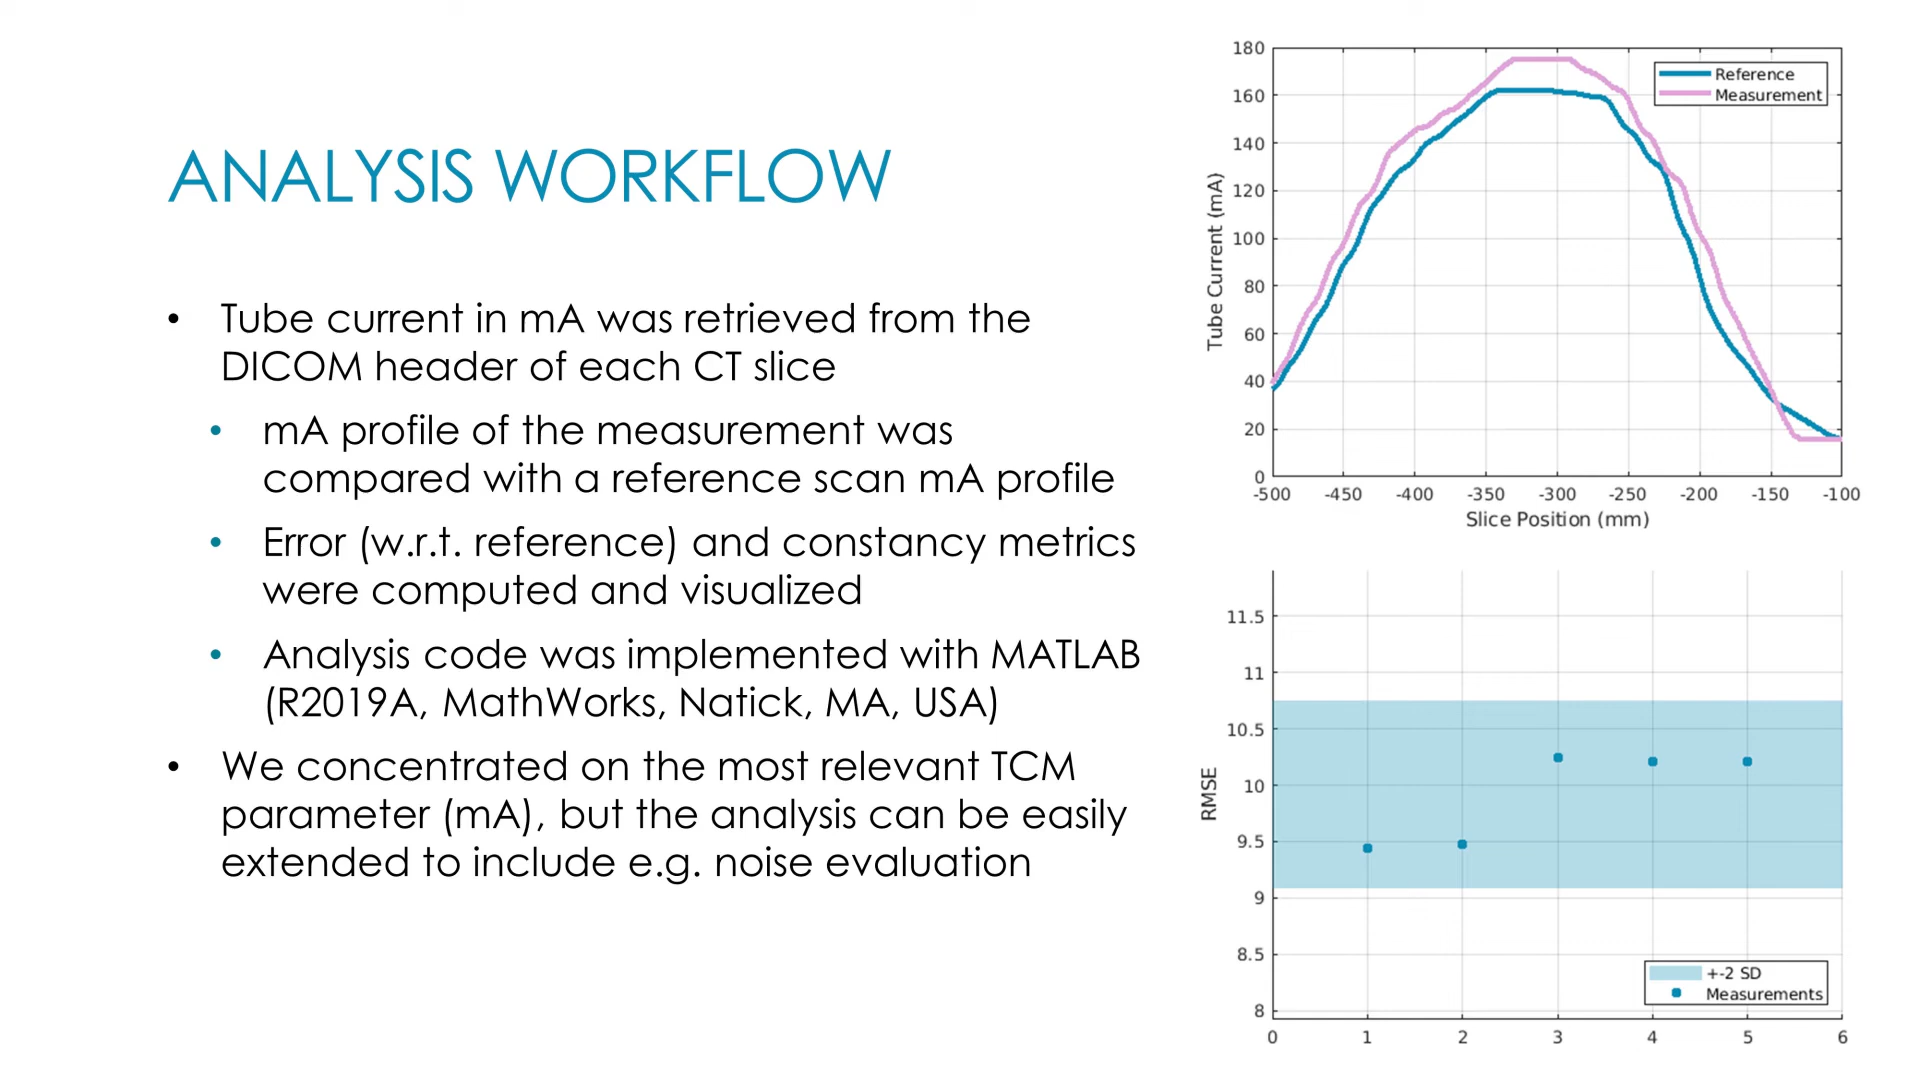 ANALYSIS WORKFLOW
• Tube current in mA was retrieved from the
DICOM header of each CT slice
• mA profile of the measurement was
compared with a reference scan mA profile
• Error (w.r.t. reference) and constancy metrics
were computed and visualized
• Analysis code was implemented with MATLAB
(R2019A, MathWorks, Natick, MA, USA)
• We concentrated on the most relevant TCM
parameter (mA), but the analysis can be easily
extended to include e.g. noise evaluation
180
160
140
120
100
80
60
40
20
0
Tube Current (mA)
Reference
Measurement
-500 -450 -400 -350 -300 -250 -200 -150 -100
Slice Position (mm)
11.5
11
10.5
10
9.5
9
8.5
8
RMSE
+-2 SD
Measurements
0 1 2 3 4 5 6